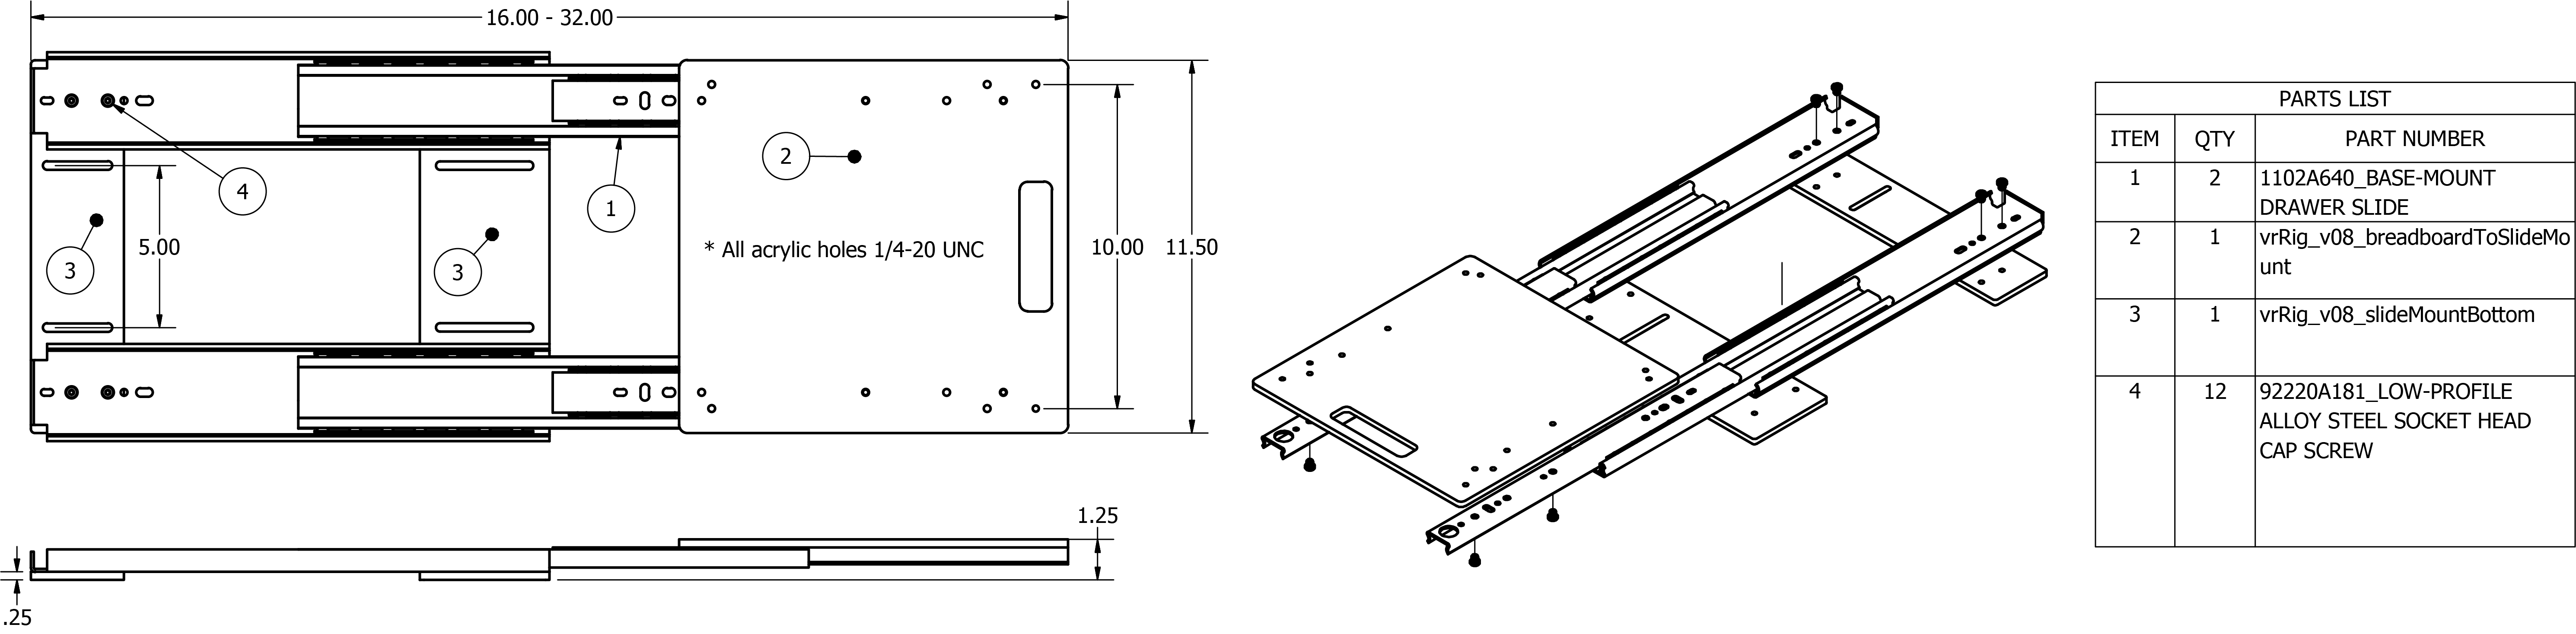 16.00 - 32.00
4
1
2
3
5.00
3
* All acrylic holes 1/4-20 UNC
10.00
11.50
1.25
.25
PARTS LIST
ITEM QTY PART NUMBER
1 2 1102A640_BASE-MOUNT
DRAWER SLIDE
2 1 vrRig_v08_breadboardToSlideMo
unt
3 1 vrRig_v08_slideMountBottom
4 12 92220A181_LOW-PROFILE
ALLOY STEEL SOCKET HEAD
CAP SCREW